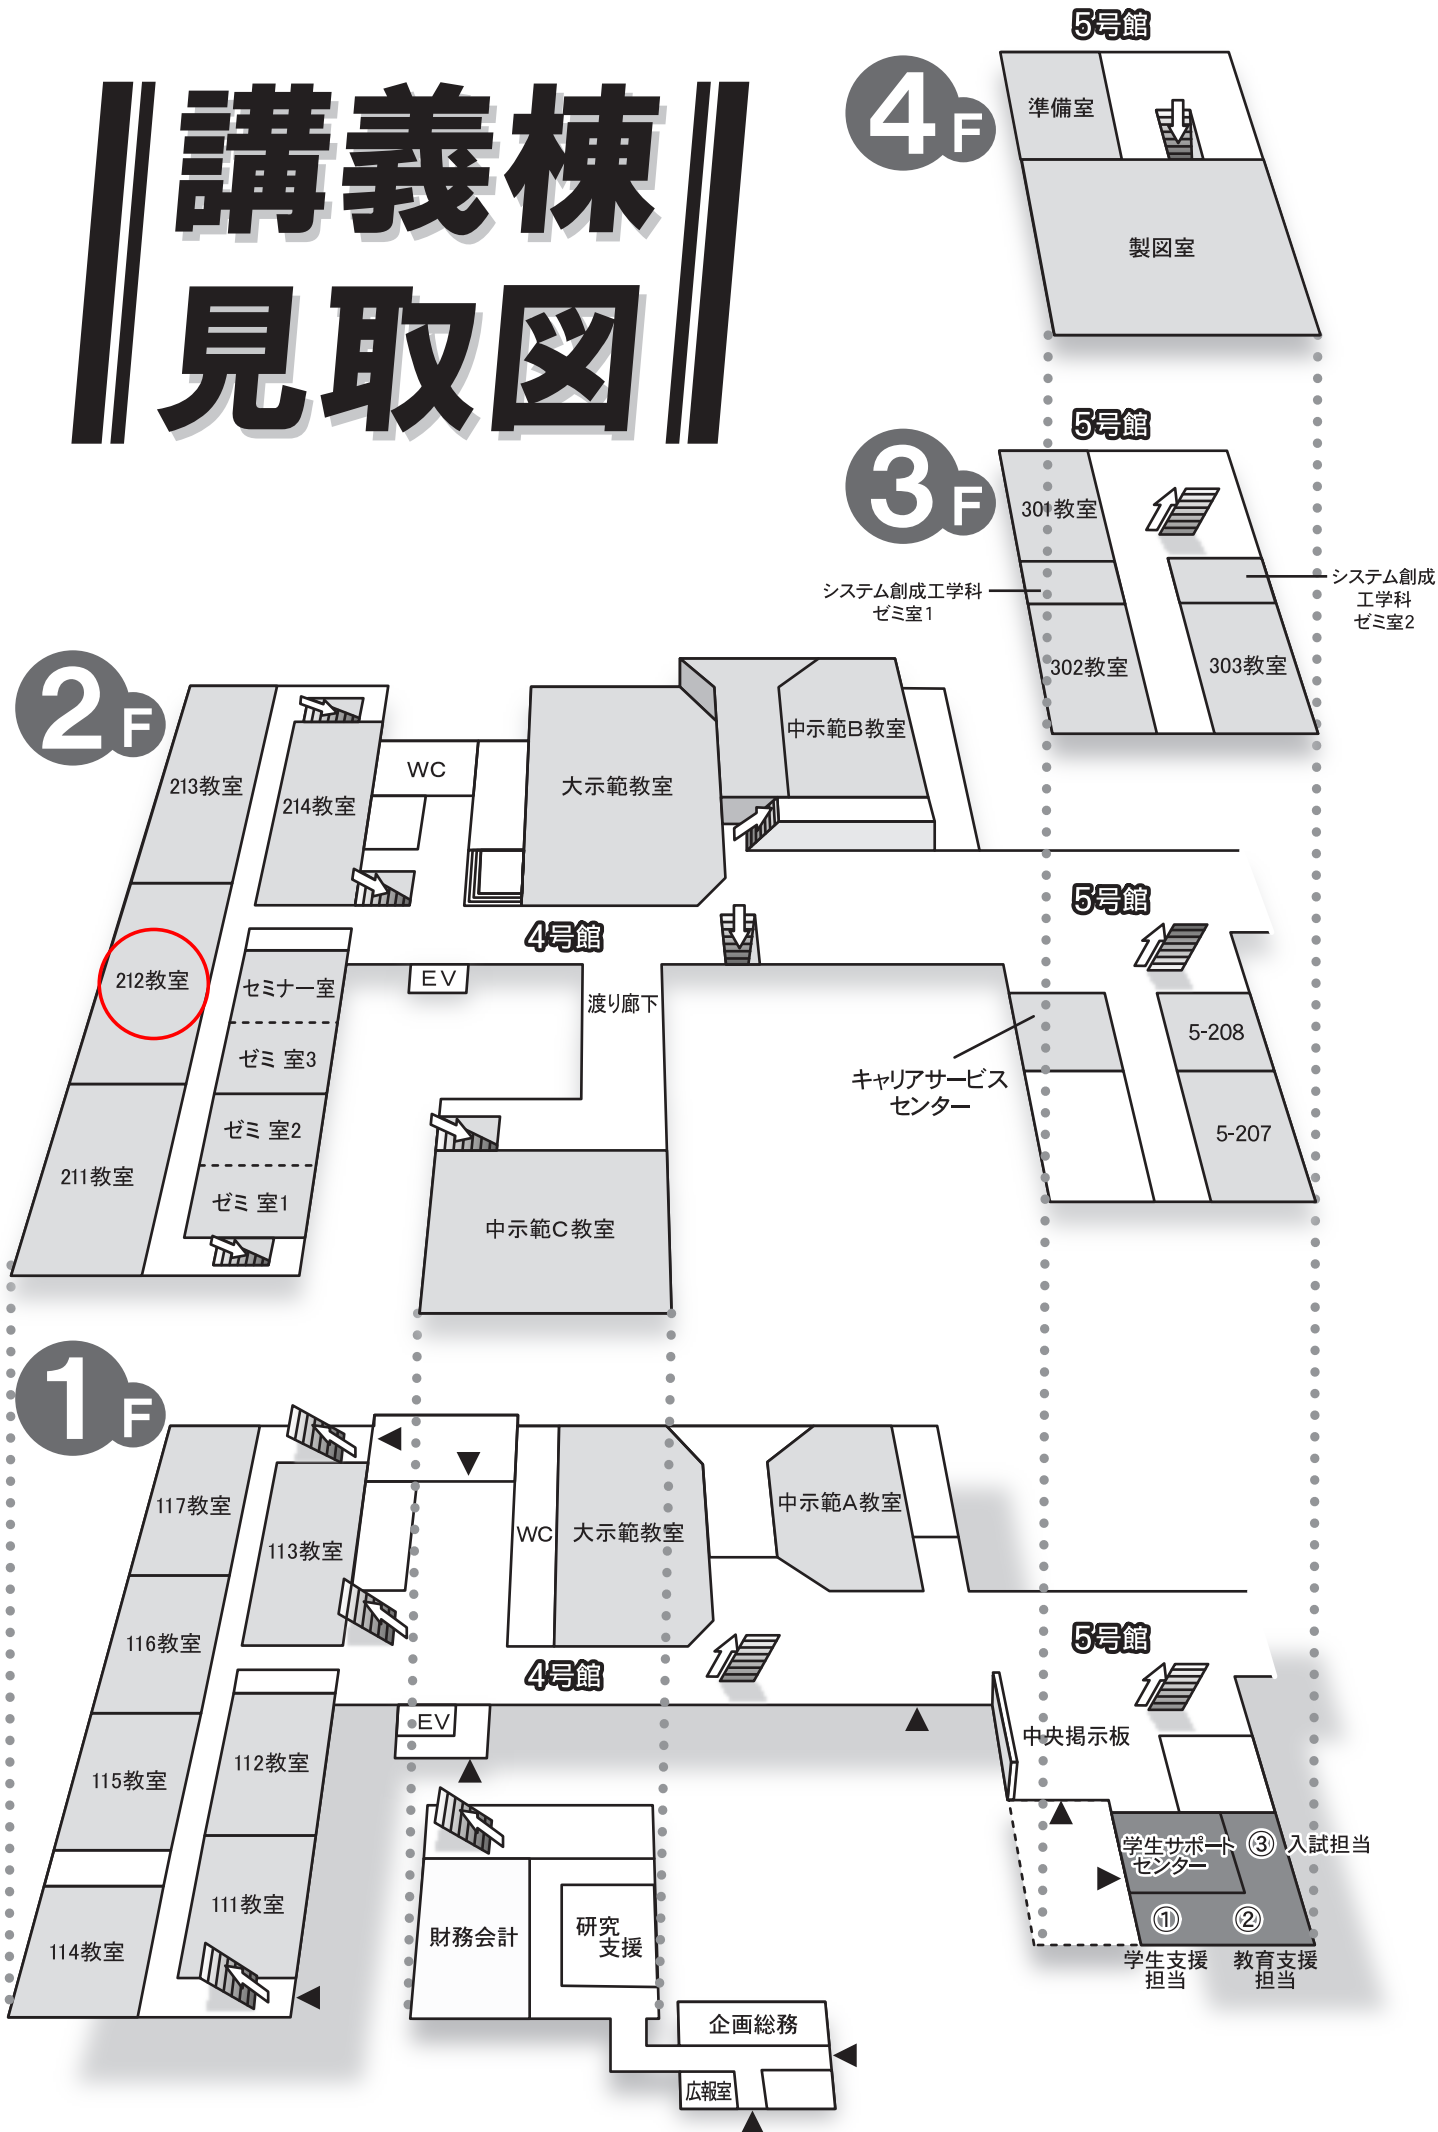 講義棟
見取図
5号館
4F
準備室
製図室
5号館
3F
301教室
システム創成工学科
ゼミ室1
システム創成
工学科
ゼミ室2
302教室
303教室
2F
213教室
214教室
WC
大示範教室
中示範B教室
212教室
セミナー室
ゼミ 室3
ゼミ 室2
ゼミ 室1
211教室
4号館
EV
渡り廊下
中示範C教室
5号館
キャリアサービス
センター
5-208
5-207
1F
117教室
113教室
116教室
115教室
112教室
111教室
114教室
WC
大示範教室
中示範A教室
4号館
EV
5号館
中央掲示板
学生サポート
センター
③ 入試担当
①
②
学生支援
担当
教育支援
担当
財務会計
研究
支援
企画総務
広報室